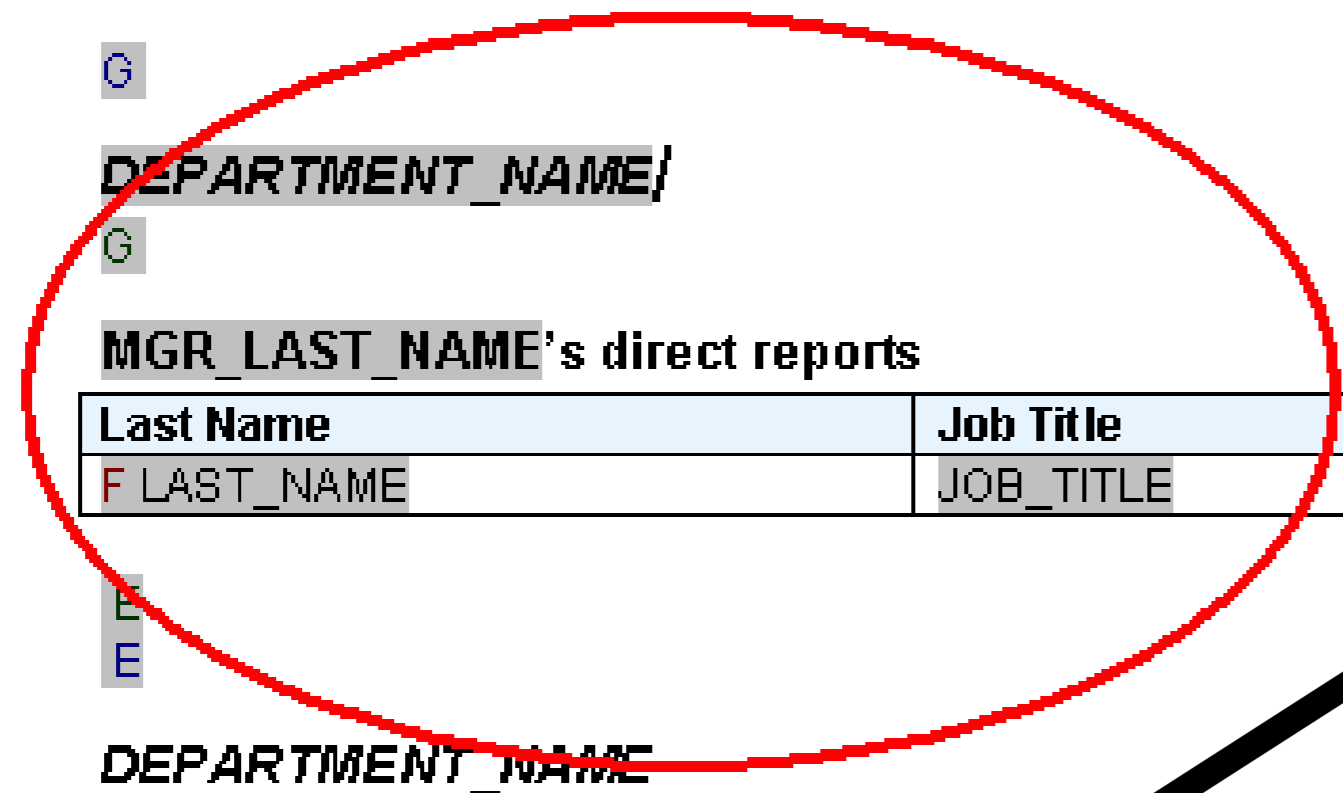 G
DEPARTMENT_NAME/
G
MGR_LAST_NAME's direct reports
Last Name Job Title
F LAST_NAME JOB_TITLE
E
E
DEPARTMENT_NAME